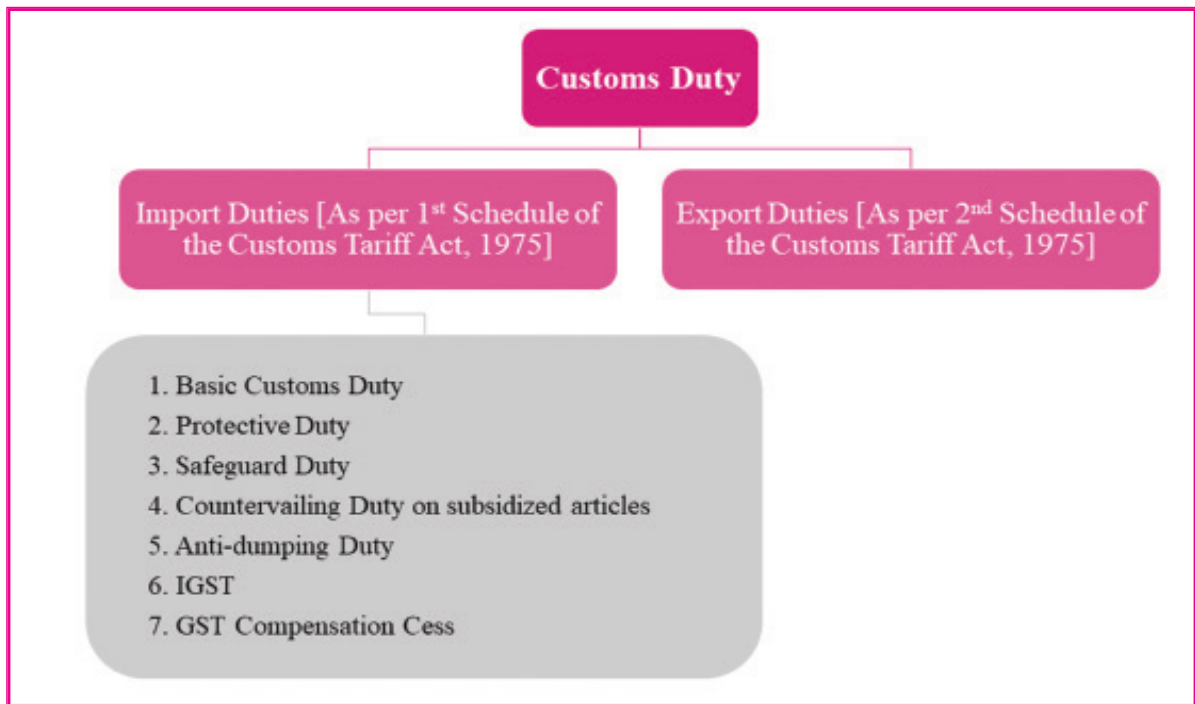 Customs Duty
Import Duties [As per 1st Schedule of
the Customs Tariff Act, 1975]
Export Duties [As per 2nd Schedule of
the Customs Tariff Act, 1975]
1. Basic Customs Duty
2. Protective Duty
3. Safeguard Duty
4. Countervailing Duty on subsidized articles
5. Anti-dumping Duty
6. IGST
7. GST Compensation Cess